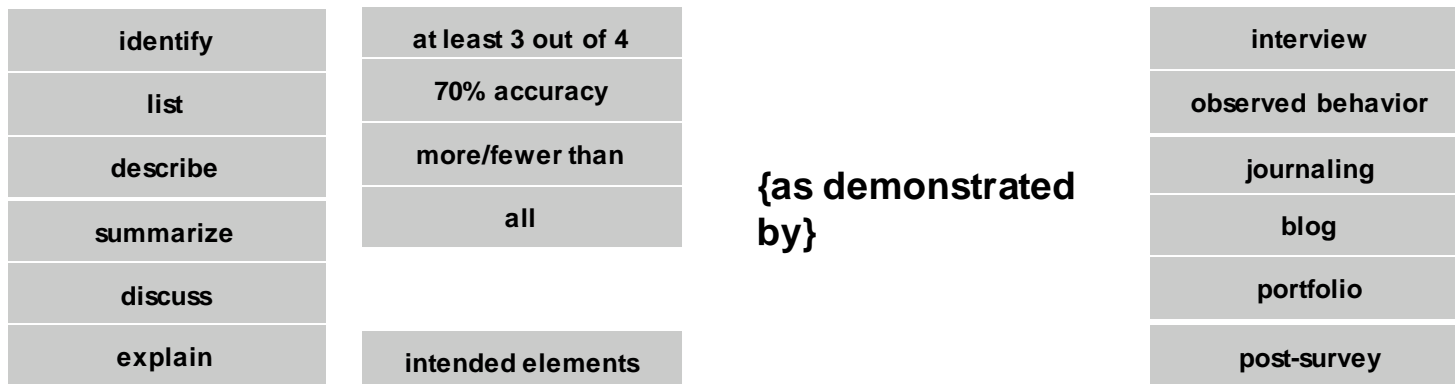 identify
list
describe
summarize
discuss
explain
at least 3 out of 4
70% accuracy
more/fewer than
all
intended elements
{as demonstrated
by}
interview
observed behavior
journaling
blog
portfolio
post-survey